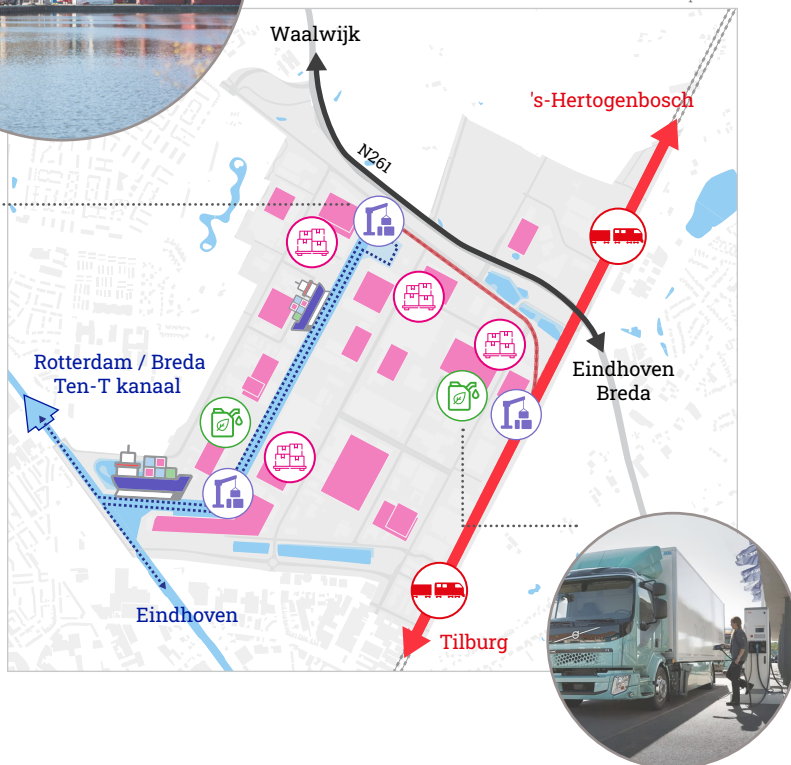 Waalwijk
's-Hertogenbosch
N261
Rotterdam / Breda
Ten-T kanaal
Eindhoven
Breda
Eindhoven
Tilburg